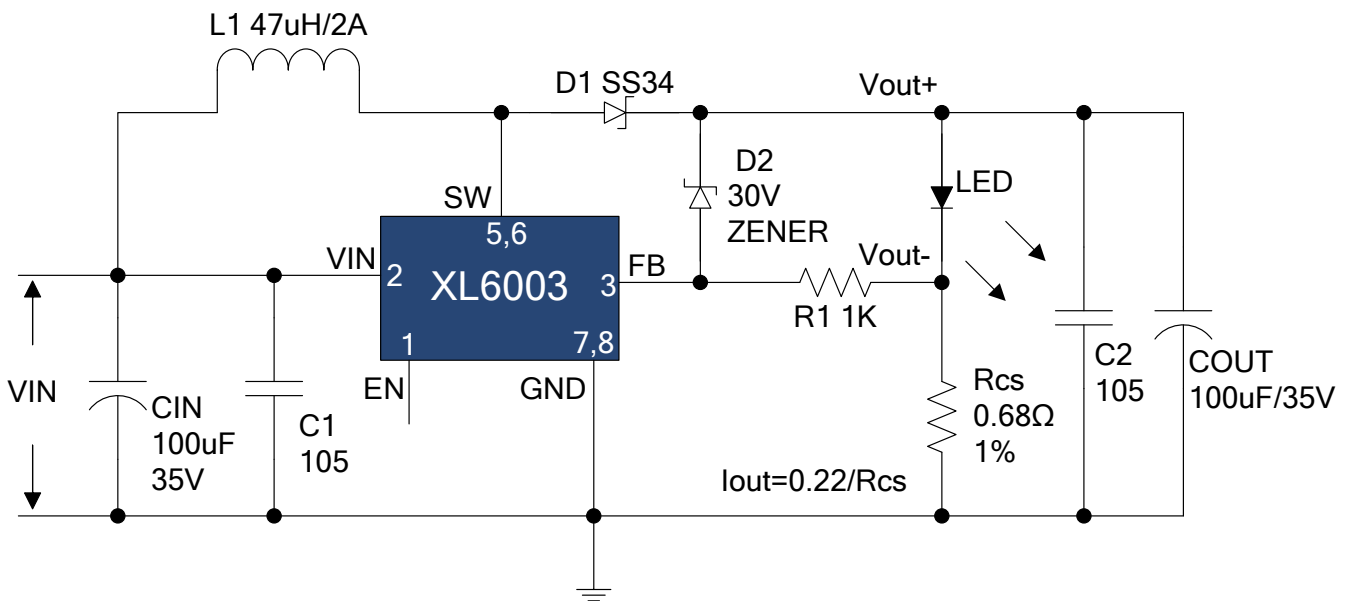 L1 47uH/2A
D1 SS34
Vout+
D2
30V
ZENER
LED
SW
5,6
VIN
2
XL6003
3
FB
Vout-
R1 1K
1
7,8
EN
GND
VIN
CIN
100uF
35V
C1
105
Rcs
0.68Ω
1%
C2
105
COUT
100uF/35V
Iout=0.22/Rcs